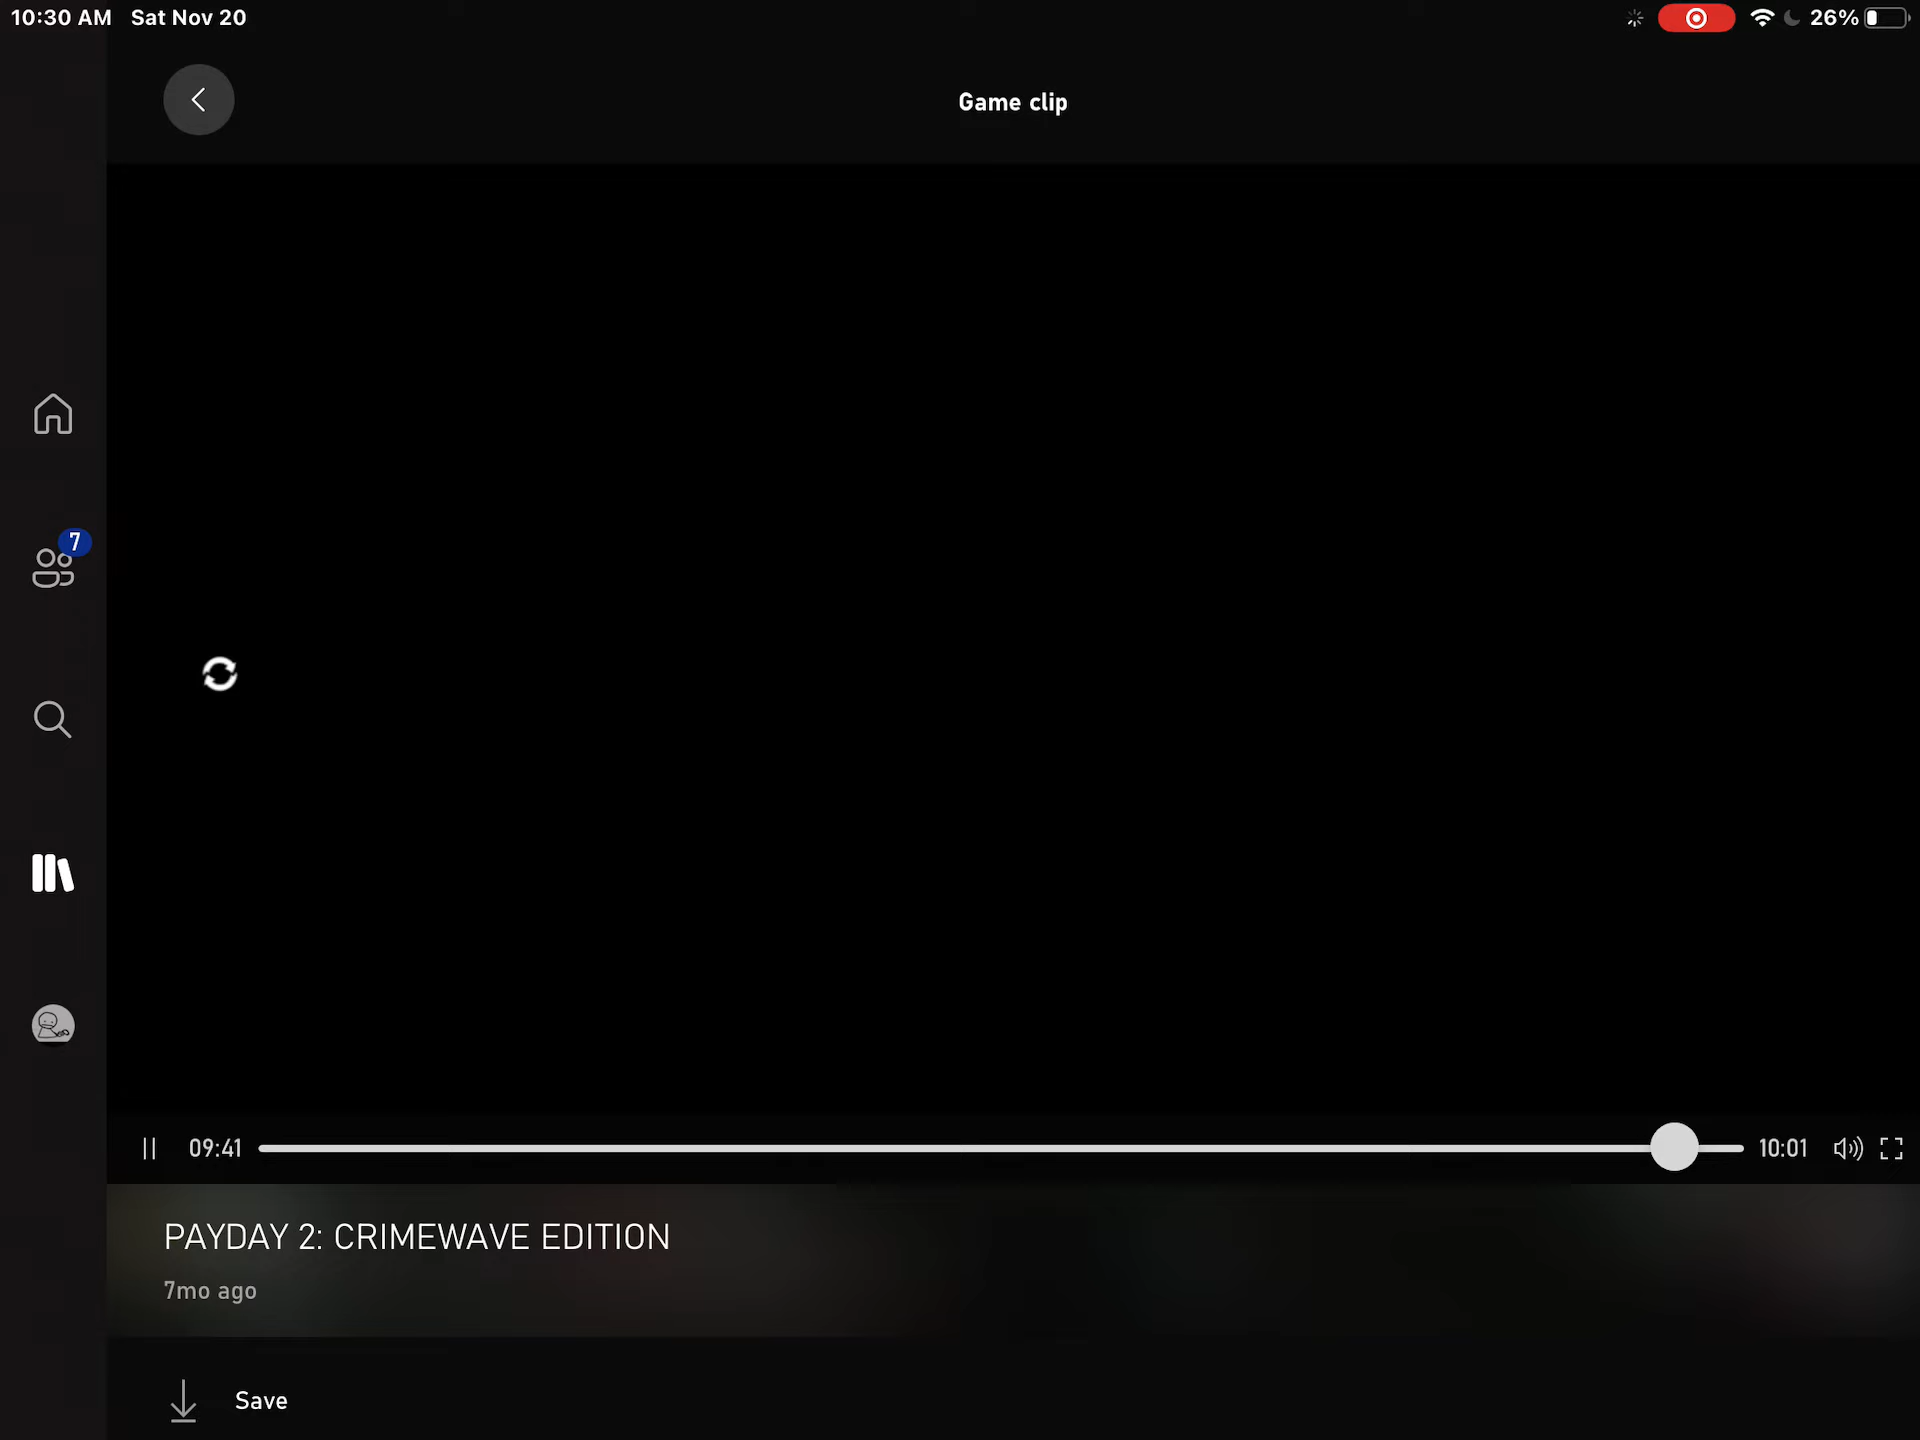 10:30 AM Sat Nov 20 26%
Game clip
7
09:41 10:01
PAYDAY 2: CRIMEWAVE EDITION
7mo ago
Save